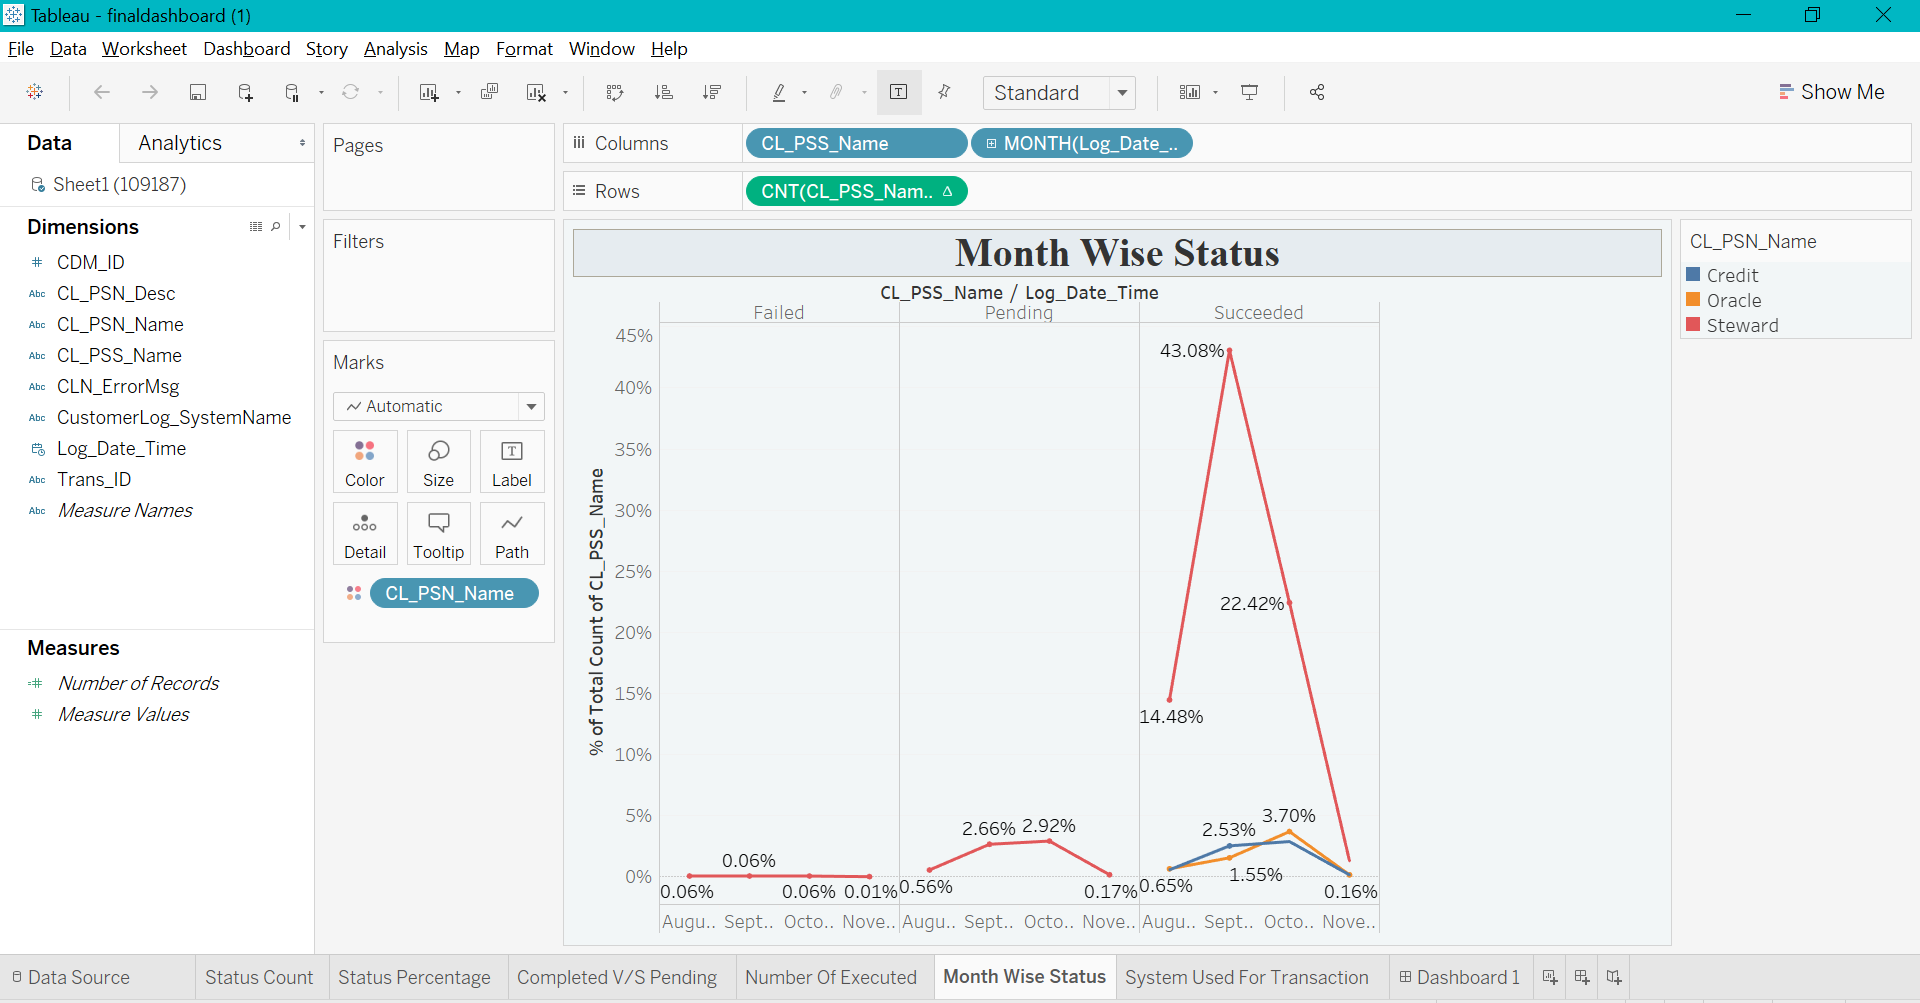 Tableau - finaldashboard (1)
File Data Worksheet Dashboard Story Analysis Map Format Window Help
Standard
Show Me
Data
Analytics
Sheet1 (109187)
Dimensions
# CDM_ID
Abc CL_PSN_Desc
Abc CL_PSN_Name
Abc CL_PSS_Name
Abc CLN_ErrorMsg
Abc CustomerLog_SystemName
Log_Date_Time
Abc Trans_ID
Abc Measure Names
Measures
=# Number of Records
# Measure Values
Pages
Filters
Marks
Automatic
Color
Size
T
Label
Detail
Tooltip
Path
CL_PSN_Name
Columns
CL_PSS_Name
MONTH(Log_Date_..
Rows
CNT(CL_PSS_Nam.. Δ
Month Wise Status
CL_PSS_Name / Log_Date_Time
Failed
Pending
Succeeded
% of Total Count of CL_PSS_Name
45%
40%
35%
30%
25%
20%
15%
10%
5%
0%
0.06%
0.06%
0.06%
0.01%
0.56%
2.66%
2.92%
0.17%
43.08%
22.42%
14.48%
2.53%
3.70%
0.65%
1.55%
0.16%
Augu.. Sept.. Octo.. Nove.. Augu.. Sept.. Octo.. Nove.. Augu.. Sept.. Octo.. Nove..
CL_PSN_Name
Credit
Oracle
Steward
Data Source
Status Count
Status Percentage
Completed V/S Pending
Number Of Executed
Month Wise Status
System Used For Transaction
Dashboard 1